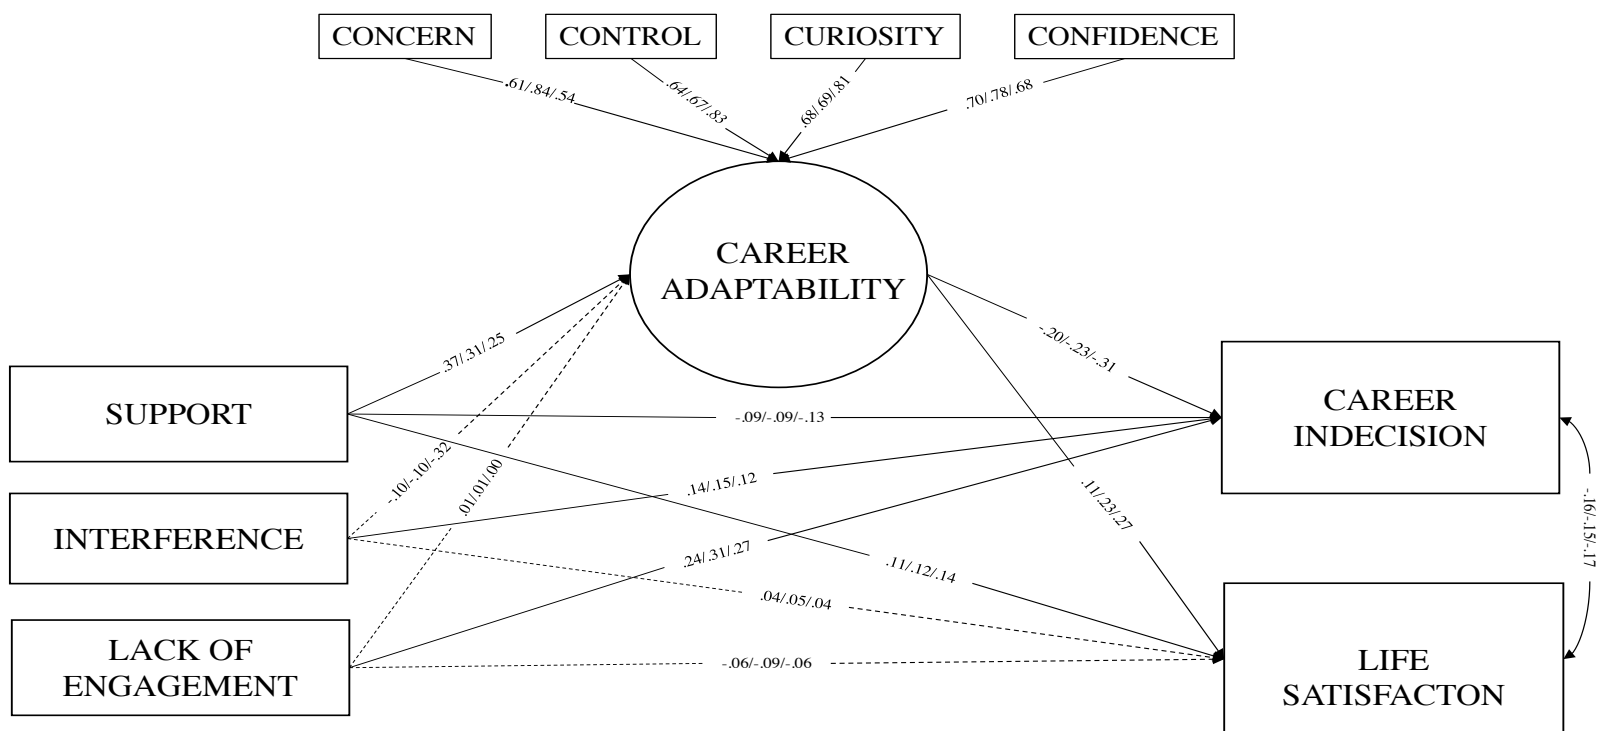 CONCERN
CONTROL
CURIOSITY
CONFIDENCE
.61/.84/.54
.64/.67/.83
.68/.69/.81
.70/.78/.68
CAREER
ADAPTABILITY
.37/.31/.25
-.20/-.23/-.31
SUPPORT
-.09/-.09/-.13
CAREER
INDECISION
-.10/-.10/-.32
.01/.01/.00
.14/.15/.12
.11/.23/.27
-.16/-.15/-.17
INTERFERENCE
.24/.31/.27
.11/.12/.14
.04/.05/.04
LACK OF
ENGAGEMENT
-.06/-.09/-.06
LIFE
SATISFACTON